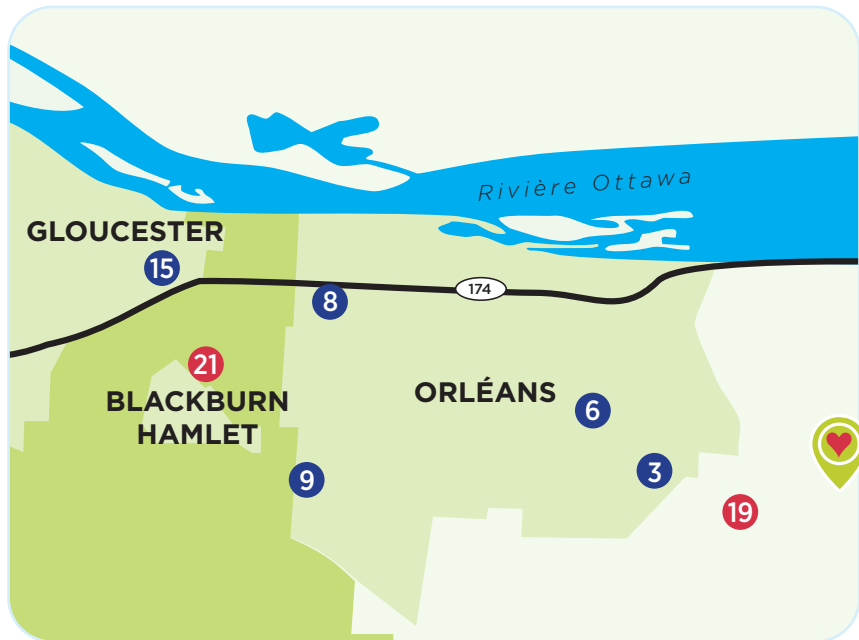 Rivière Ottawa
GLOUCESTER
15
174
8
21
BLACKBURN
HAMLET
ORLÉANS
6
3
9
19